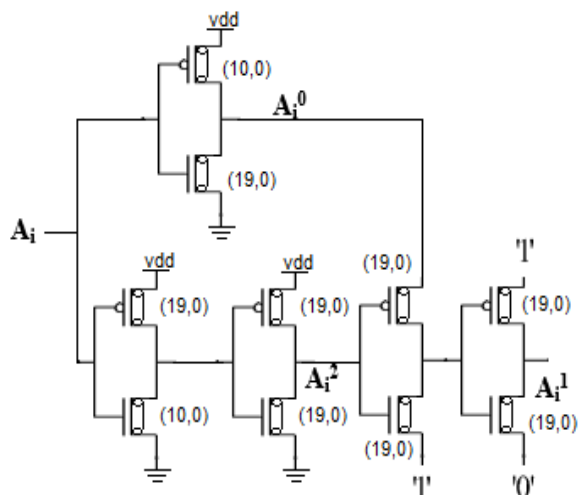 vdd
(10,0)
A_i^0
(19,0)
A_i
vdd
vdd
(19,0)
'1'
(19,0)
(19,0)
(19,0)
A_i^2
A_i^1
(10,0)
(19,0)
(19,0)
(19,0)
'1'
'0'